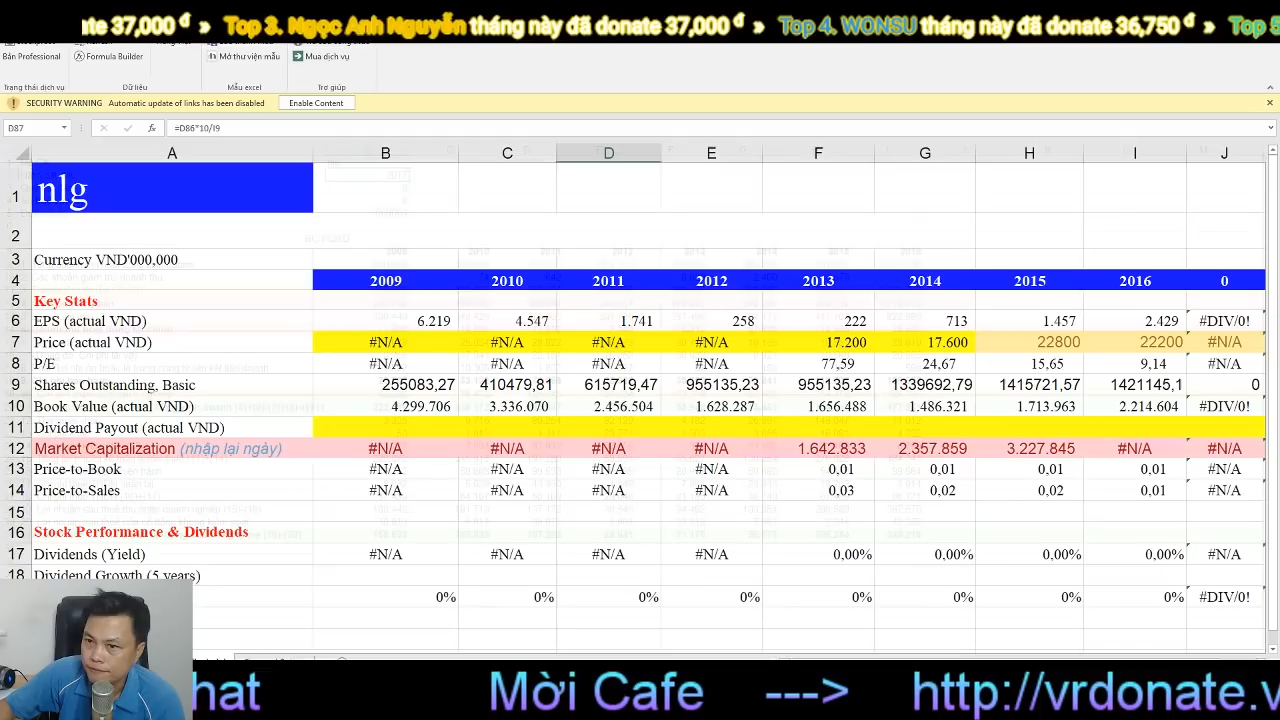 37,000 đ » Top 3. Ngọc Anh Nguyễn tháng này đã donate 37,000 đ » Top 4. WONSU tháng này đã donate 36,750 đ » Top 5
Bản Professional
Formula Builder
Mở thư viện mẫu
Mua dịch vụ
Trạng thái dịch vụ
Dữ liệu
Mẫu excel
Trợ giúp
SECURITY WARNING Automatic update of links has been disabled Enable Content
D87 fx =D86*10/I9
A B C D E F G H I J
1 nlg
2
3 Currency VND'000,000
4 2009 2010 2011 2012 2013 2014 2015 2016 0
5 Key Stats
6 EPS (actual VND) 6.219 4.547 1.741 258 222 713 1.457 2.429 #DIV/0!
7 Price (actual VND) #N/A #N/A #N/A #N/A 17.200 17.600 22800 22200 #N/A
8 P/E #N/A #N/A #N/A #N/A 77,59 24,67 15,65 9,14 #N/A
9 Shares Outstanding, Basic 255083,27 410479,81 615719,47 955135,23 955135,23 1339692,79 1415721,57 1421145,1 0
10 Book Value (actual VND) 4.299.706 3.336.070 2.456.504 1.628.287 1.656.488 1.486.321 1.713.963 2.214.604 #DIV/0!
11 Dividend Payout (actual VND)
12 Market Capitalization (nhập lại ngày) #N/A #N/A #N/A #N/A 1.642.833 2.357.859 3.227.845 #N/A #N/A
13 Price-to-Book #N/A #N/A #N/A #N/A 0,01 0,01 0,01 0,01 #N/A
14 Price-to-Sales #N/A #N/A #N/A #N/A 0,03 0,02 0,02 0,01 #N/A
15
16 Stock Performance & Dividends
17 Dividends (Yield) #N/A #N/A #N/A #N/A 0,00% 0,00% 0,00% 0,00% #N/A
18 Dividend Growth (5 years)
0% 0% 0% 0% 0% 0% 0% 0% #DIV/0!
hat Mời Cafe ---> http://vrdonate.v